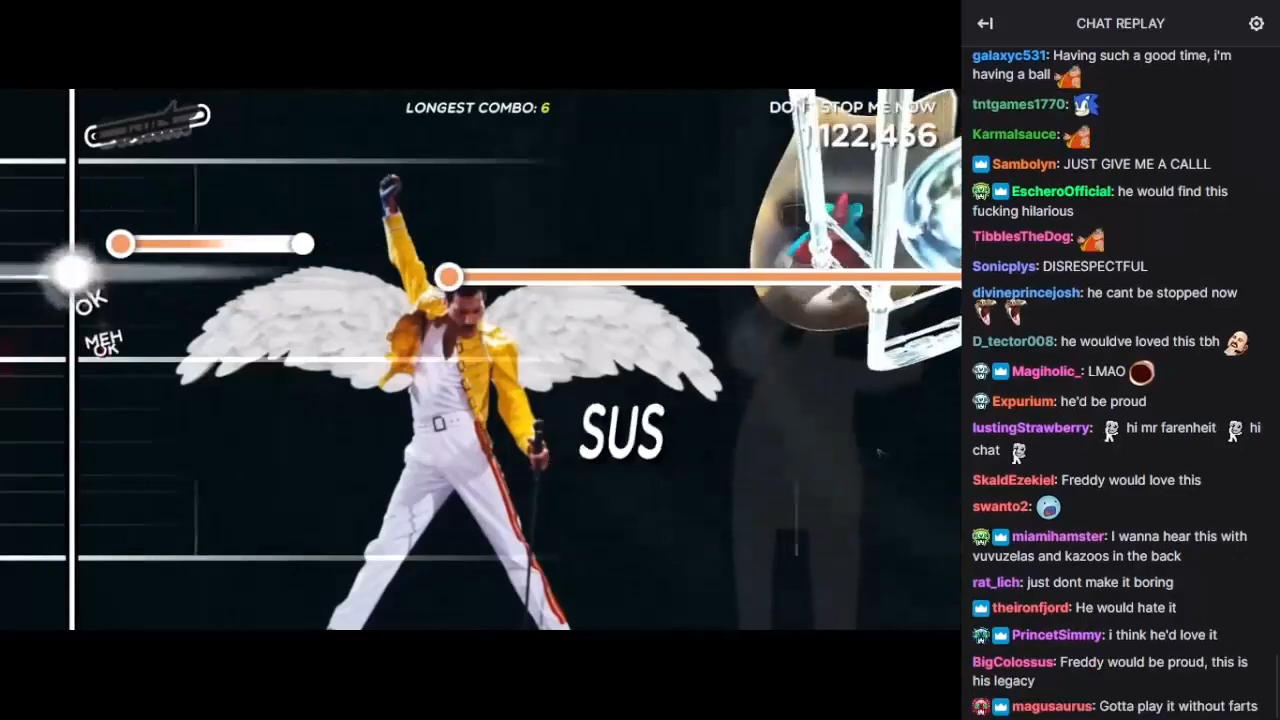 CHAT REPLAY
LONGEST COMBO: 6
DON'T STOP ME NOW
122,436
OK
MEH
OK
SUS
galaxyc531: Having such a good time, i'm
having a ball
tntgames1770:
Karmalsauce:
Sambolyn: JUST GIVE ME A CALLL
EscheroOfficial: he would find this
fucking hilarious
TibblesTheDog:
Sonicplys: DISRESPECTFUL
divineprincejosh: he cant be stopped now
D_tector008: he wouldve loved this tbh
Magiholic_: LMAO
Expurium: he'd be proud
lustingStrawberry: hi mr farenheit hi
chat
SkaldEzekiel: Freddy would love this
swanto2:
miamihamster: I wanna hear this with
vuvuzelas and kazoos in the back
rat_lich: just dont make it boring
theironfjord: He would hate it
PrincetSimmy: i think he'd love it
BigColossus: Freddy would be proud, this is
his legacy
magusaurus: Gotta play it without farts